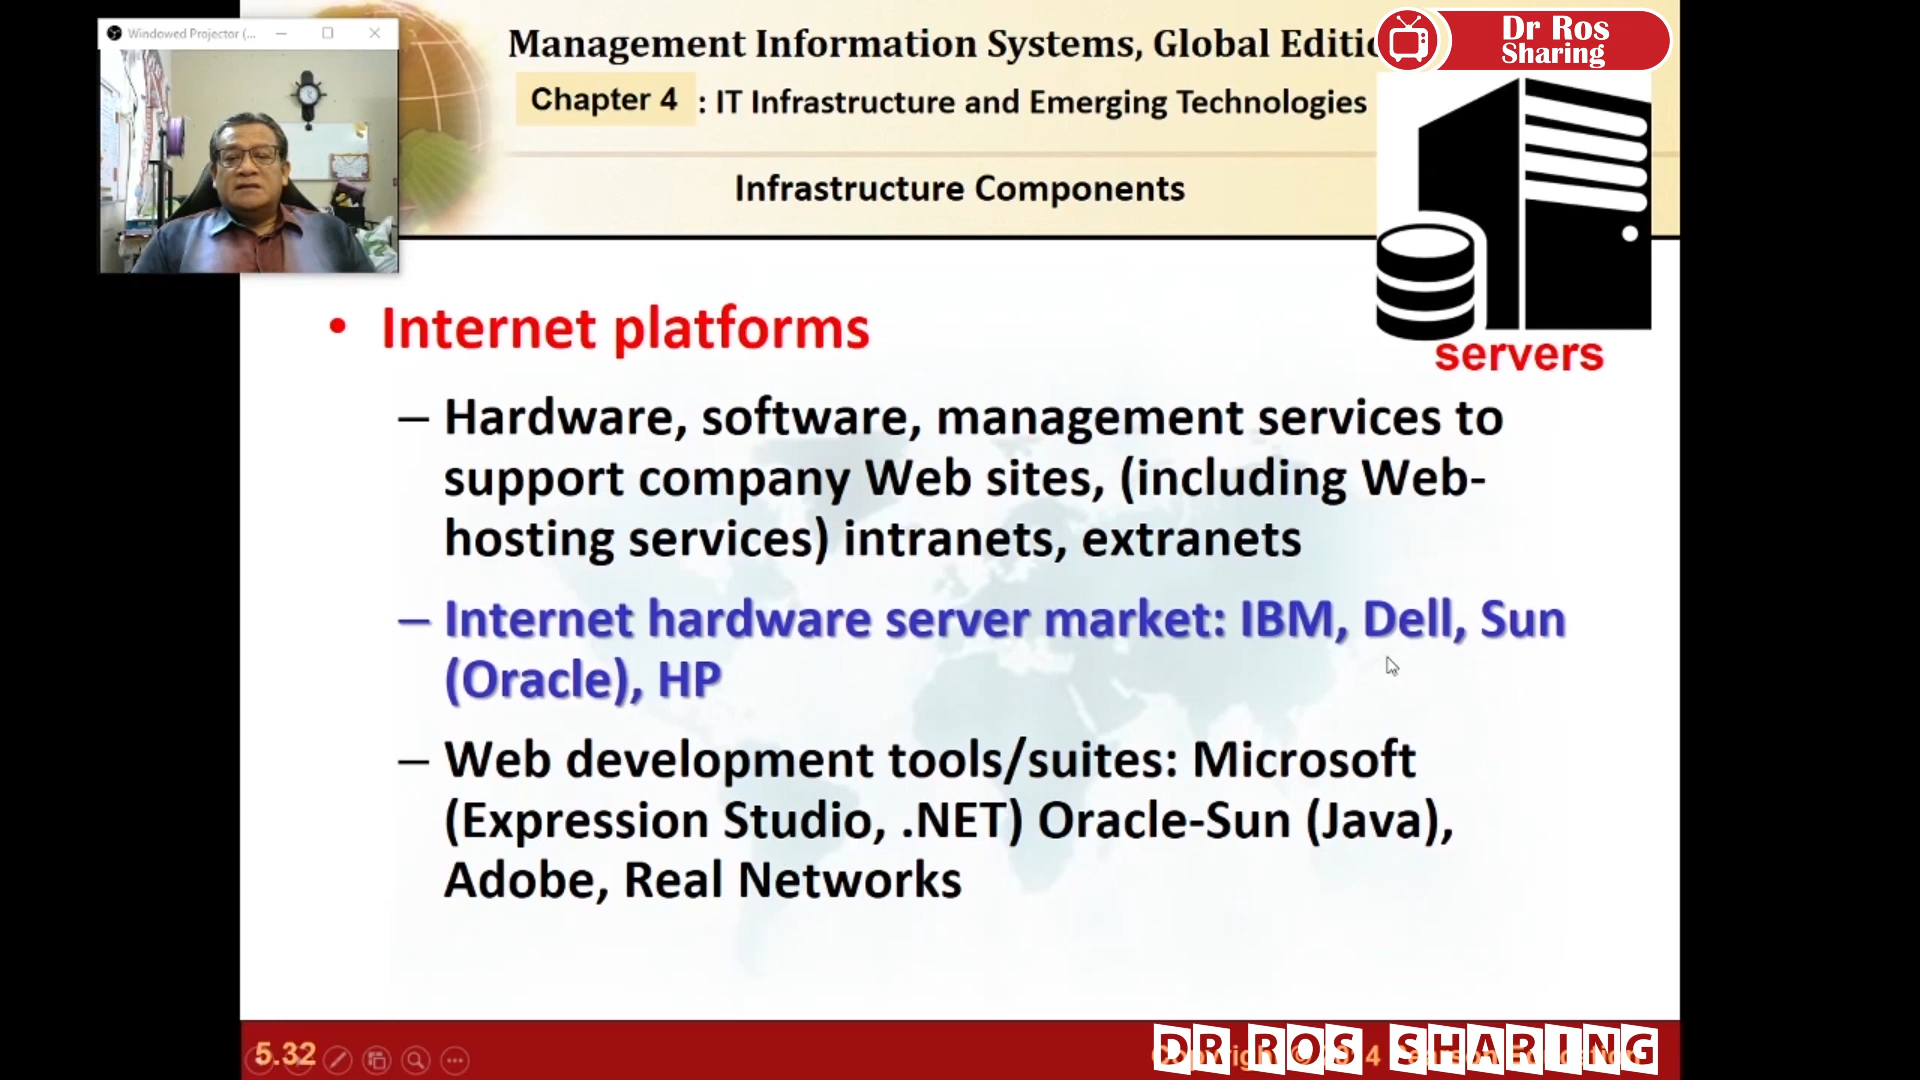 Windowed Projector (...
Management Information Systems, Global Editio
Dr Ros
Sharing
Chapter 4 : IT Infrastructure and Emerging Technologies
Infrastructure Components
servers
• Internet platforms
– Hardware, software, management services to
support company Web sites, (including Web-
hosting services) intranets, extranets
– Internet hardware server market: IBM, Dell, Sun
(Oracle), HP
– Web development tools/suites: Microsoft
(Expression Studio, .NET) Oracle-Sun (Java),
Adobe, Real Networks
5.32
DR ROS SHARING